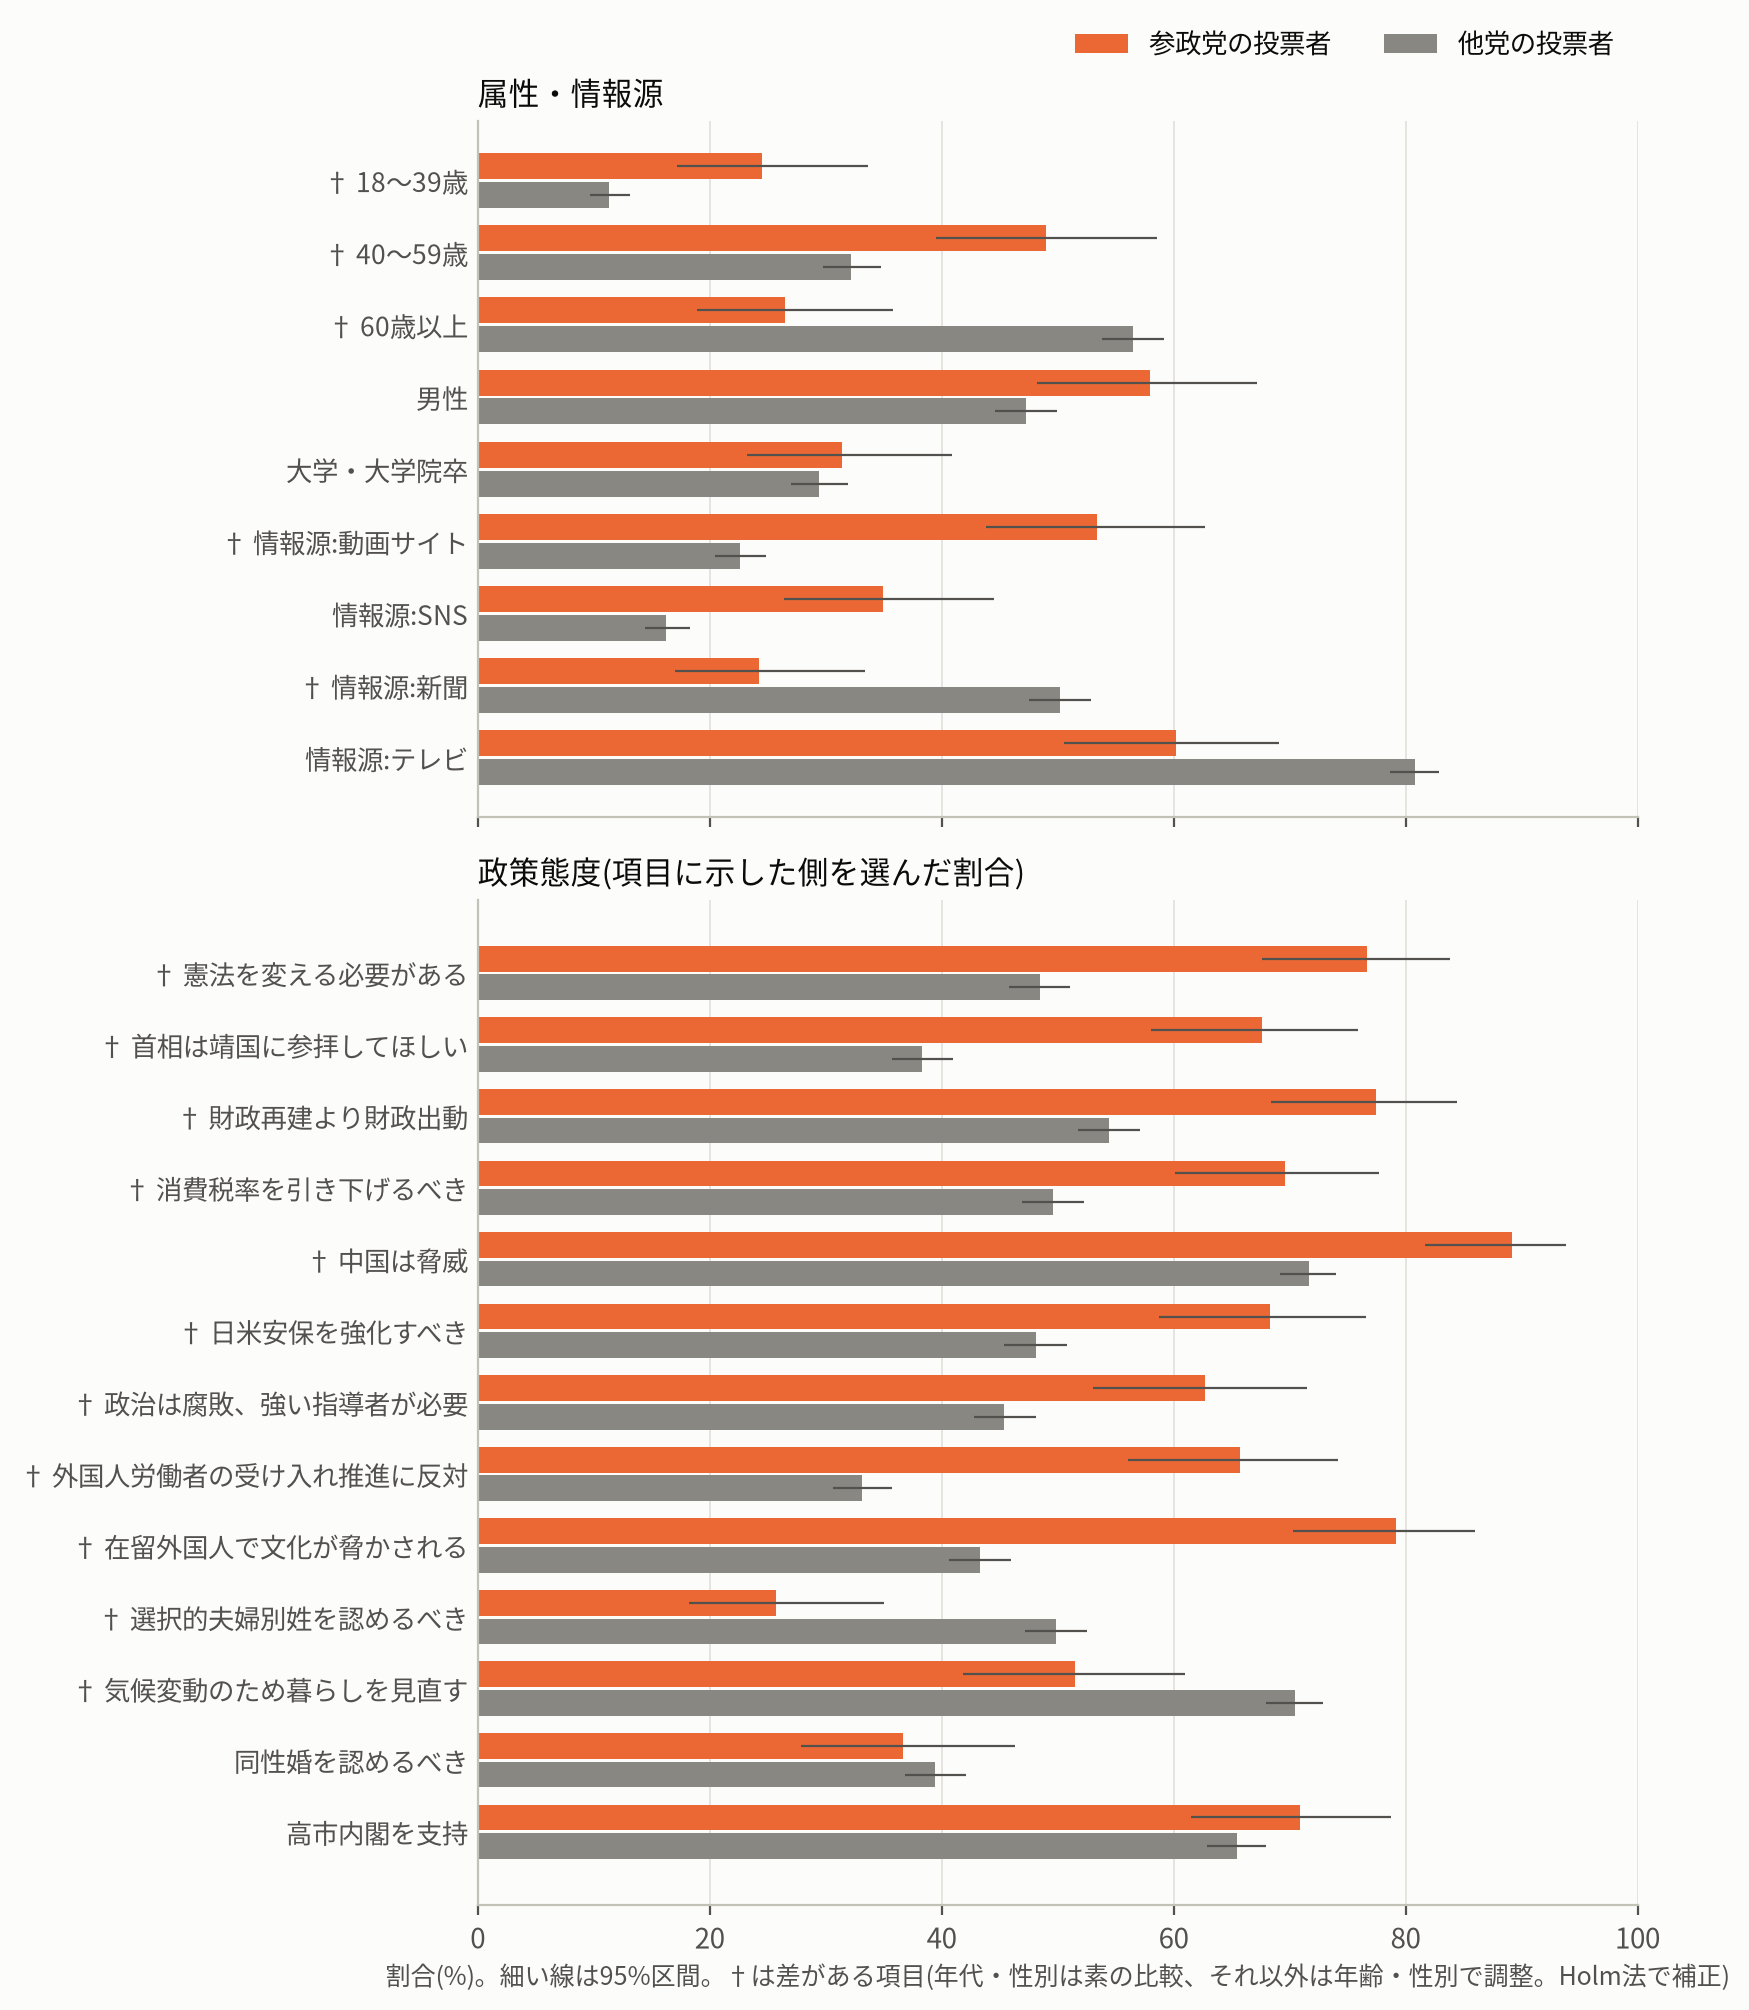 参政党の投票者 他党の投票者
属性・情報源
† 18〜39歳
† 40〜59歳
† 60歳以上
男性
大学・大学院卒
† 情報源:動画サイト
情報源:SNS
† 情報源:新聞
情報源:テレビ
政策態度(項目に示した側を選んだ割合)
† 憲法を変える必要がある
† 首相は靖国に参拝してほしい
† 財政再建より財政出動
† 消費税率を引き下げるべき
† 中国は脅威
† 日米安保を強化すべき
† 政治は腐敗、強い指導者が必要
† 外国人労働者の受け入れ推進に反対
† 在留外国人で文化が脅かされる
† 選択的夫婦別姓を認めるべき
† 気候変動のため暮らしを見直す
同性婚を認めるべき
高市内閣を支持
0 20 40 60 80 100
割合(%)。細い線は95%区間。†は差がある項目(年代・性別は素の比較、それ以外は年齢・性別で調整。Holm法で補正)